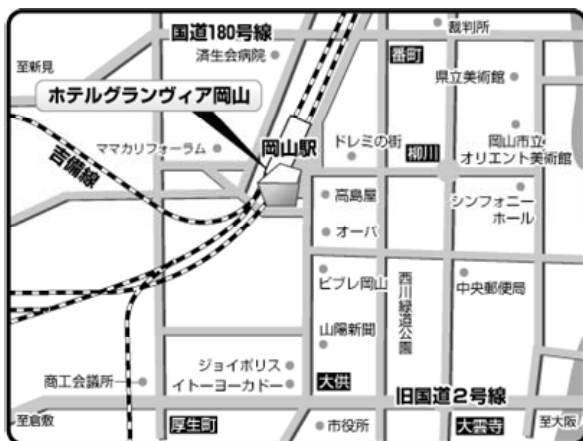 国道180号線
裁判所
済生会病院
番町
至新見
県立美術館
ホテルグランヴィア岡山
岡山駅
ドレミの街
柳川
岡山市立
オリエント美術館
ママカリフォーラム
吉備線
高島屋
シンフォニー
ホール
オーパ
ビブレ岡山
西川緑道公園
中央郵便局
山陽新聞
ジョイポリス
商工会議所
イトーヨーカドー
大供
旧国道2号線
至倉敷
厚生町
市役所
大雲寺
至大阪